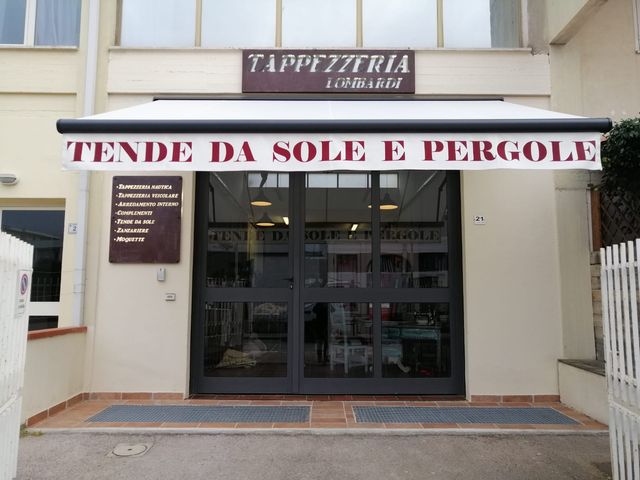 TAPPEZZERIA
LOMBARDI
TENDE DA SOLE E PERGOLE
•TAPPEZZERIA NAUTICA
•TAPPEZZERIA VEICOLARE
•ARREDAMENTO INTERNO
•COMPLEMENTI
•TENDE DA SOLE
•ZANZARIERE
•MOQUETTE
21
2
TENDE DA SOLE E PERGOLE